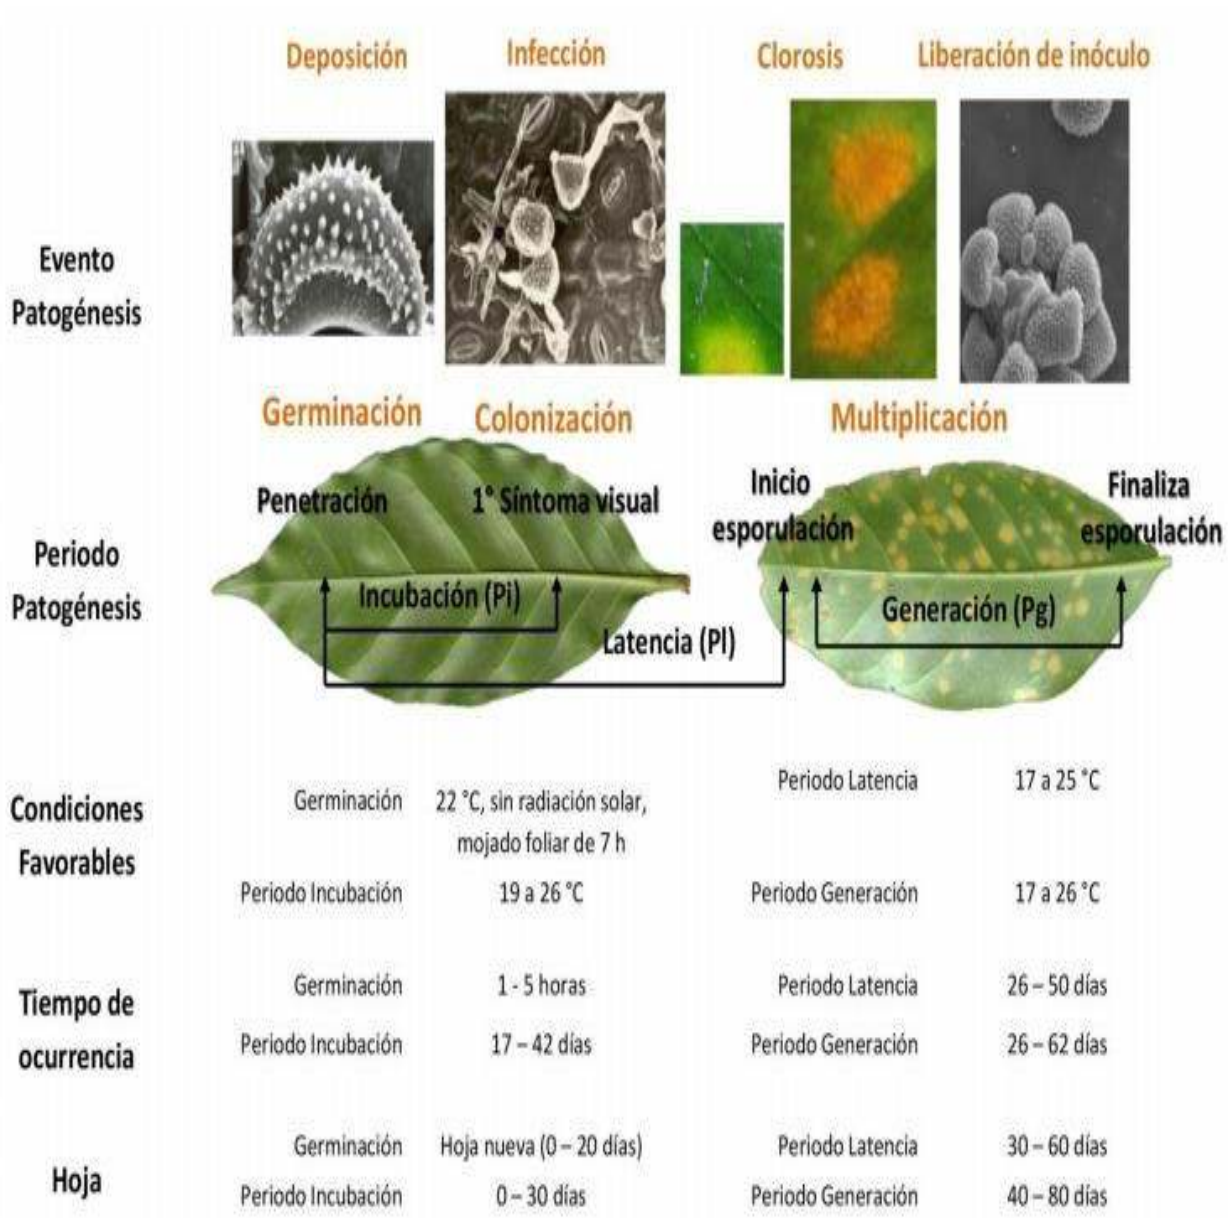 Deposición
Infección
Clorosis
Liberación de inóculo
Evento
Patogénesis
Germinación
Colonización
Multiplicación
Penetración
1° Síntoma visual
Inicio
esporulación
Finaliza
esporulación
Periodo
Patogénesis
Incubación (Pi)
Latencia (Pl)
Generación (Pg)
Condiciones
Favorables
Germinación
22 °C, sin radiación solar,
mojado foliar de 7 h
Periodo Latencia
17 a 25 °C
Periodo Incubación
19 a 26 °C
Periodo Generación
17 a 26 °C
Tiempo de
ocurrencia
Germinación
1 - 5 horas
Periodo Latencia
26 – 50 días
Periodo Incubación
17 – 42 días
Periodo Generación
26 – 62 días
Hoja
Germinación
Hoja nueva (0 – 20 días)
Periodo Latencia
30 – 60 días
Periodo Incubación
0 – 30 días
Periodo Generación
40 – 80 días